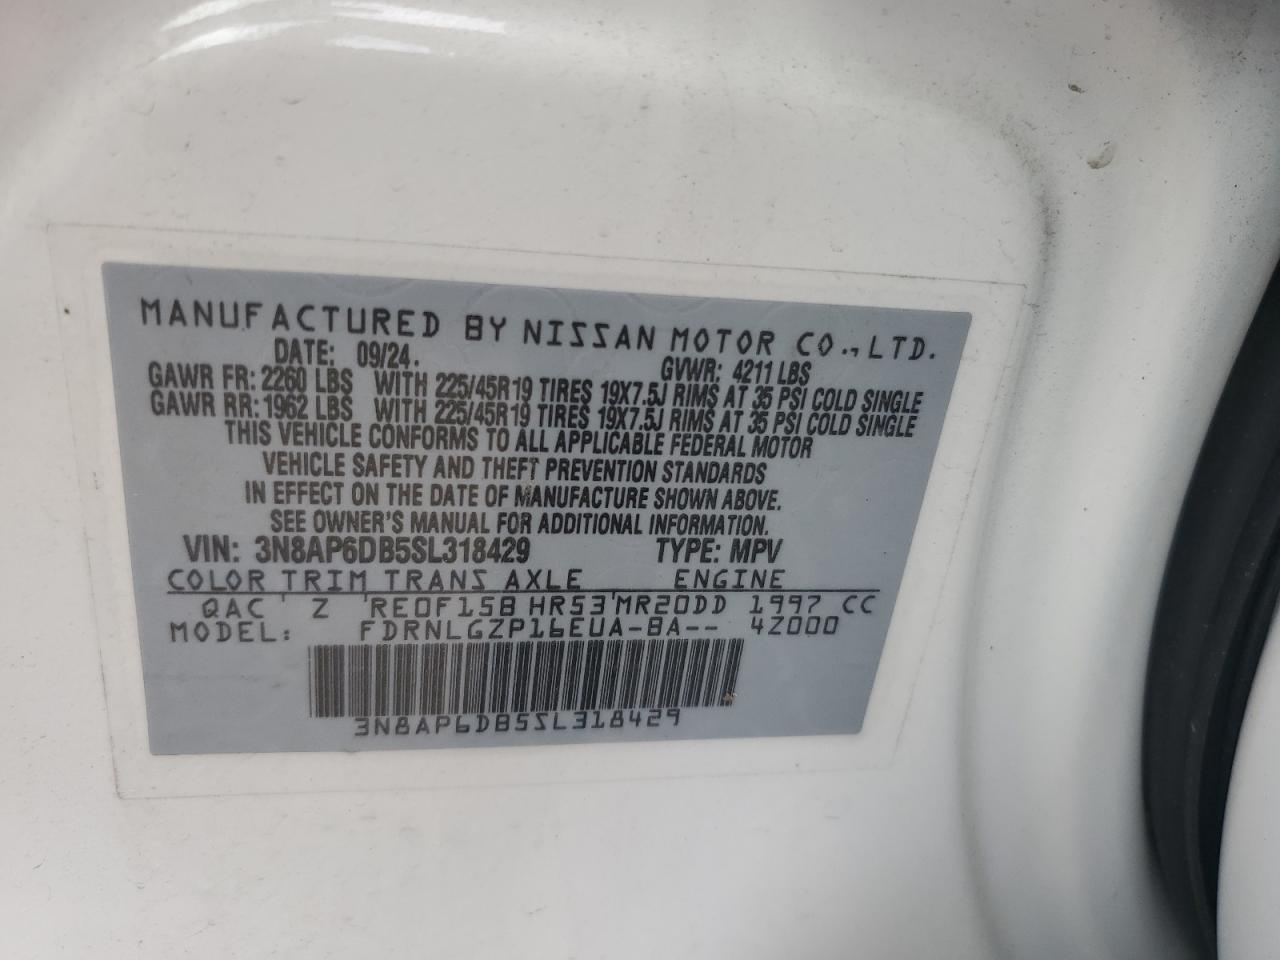 MANUFACTURED BY NISSAN MOTOR CO.,LTD.
DATE: 09/24. GVWR: 4211 LBS
GAWR FR: 2260 LBS WITH 225/45R19 TIRES 19X7.5J RIMS AT 35 PSI COLD SINGLE
GAWR RR: 1962 LBS WITH 225/45R19 TIRES 19X7.5J RIMS AT 35 PSI COLD SINGLE
THIS VEHICLE CONFORMS TO ALL APPLICABLE FEDERAL MOTOR
VEHICLE SAFETY AND THEFT PREVENTION STANDARDS
IN EFFECT ON THE DATE OF MANUFACTURE SHOWN ABOVE.
SEE OWNER'S MANUAL FOR ADDITIONAL INFORMATION.
VIN: 3N8AP6DB5SL318429 TYPE: MPV
COLOR TRIM TRANS AXLE ENGINE
QAC ' Z ' RE0F15B HR53'MR20DD 1997 CC
MODEL: FDRNLGZP16EUA-BA-- 4Z000
3N8AP6DB5SL318429